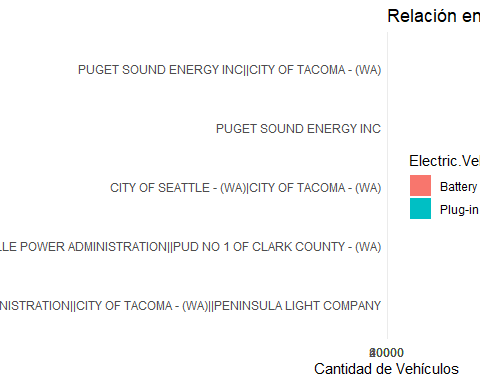 Relación en
PUGET SOUND ENERGY INC||CITY OF TACOMA - (WA)
PUGET SOUND ENERGY INC
Electric.Vel
Battery
CITY OF SEATTLE - (WA)|CITY OF TACOMA - (WA)
Plug-in
LLE POWER ADMINISTRATION||PUD NO 1 OF CLARK COUNTY - (WA)
NISTRATION||CITY OF TACOMA - (WA)||PENINSULA LIGHT COMPANY
Cantidad de Vehículos